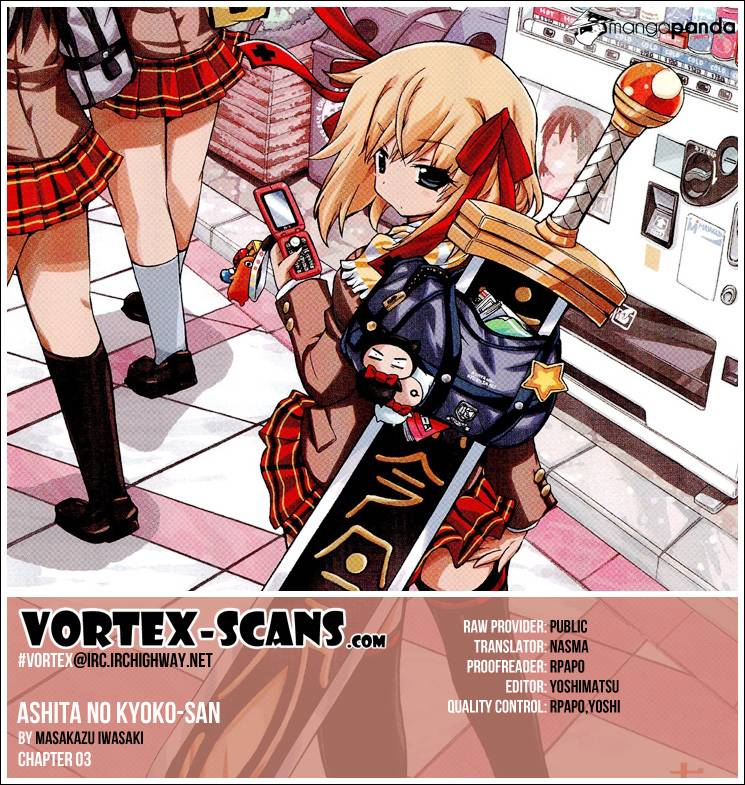 mangapanda
VORTEX-SCANS.COM
#VORTEX@IRC.IRCHIGHWAY.NET
ASHITA NO KYOKO-SAN
BY MASAKAZU IWASAKI
CHAPTER 03
RAW PROVIDER: PUBLIC
TRANSLATOR: NASMA
PROOFREADER: RPAPO
EDITOR: YOSHIMATSU
QUALITY CONTROL: RPAPO,YOSHI